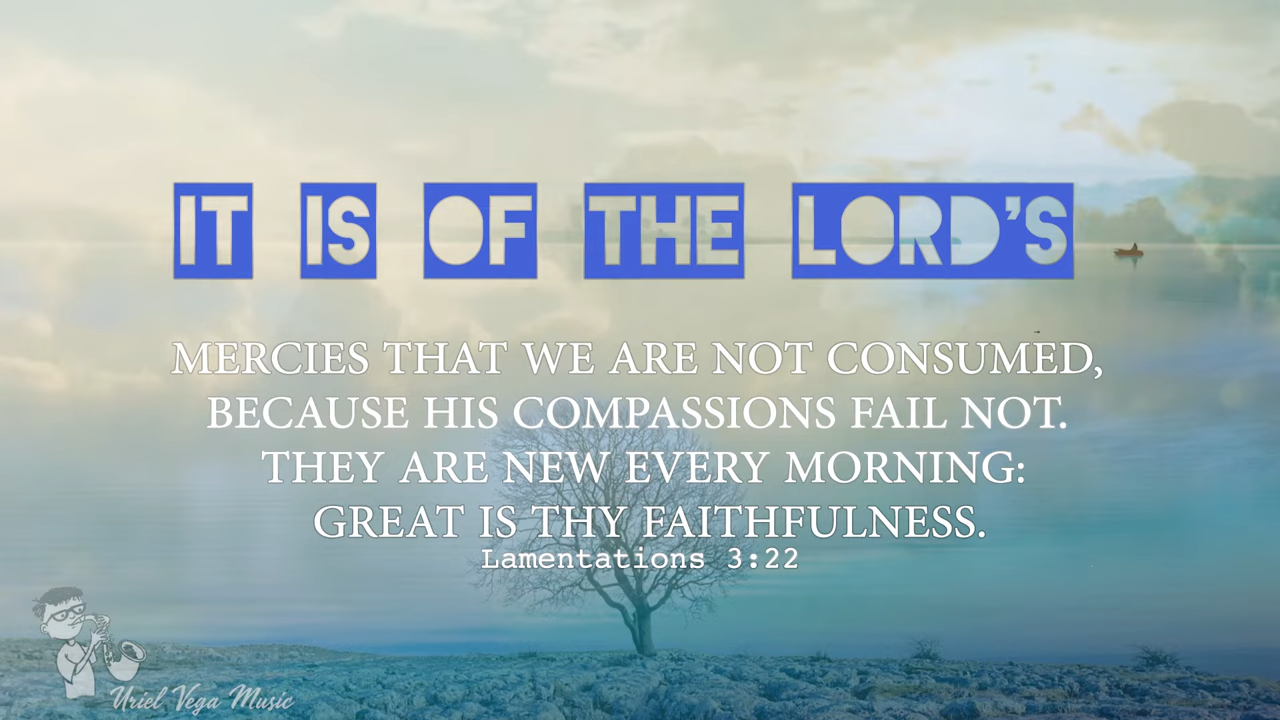 IT IS OF THE LORD'S
MERCIES THAT WE ARE NOT CONSUMED,
BECAUSE HIS COMPASSIONS FAIL NOT.
THEY ARE NEW EVERY MORNING:
GREAT IS THY FAITHFULNESS.
Lamentations 3:22
Uriel Vega Music